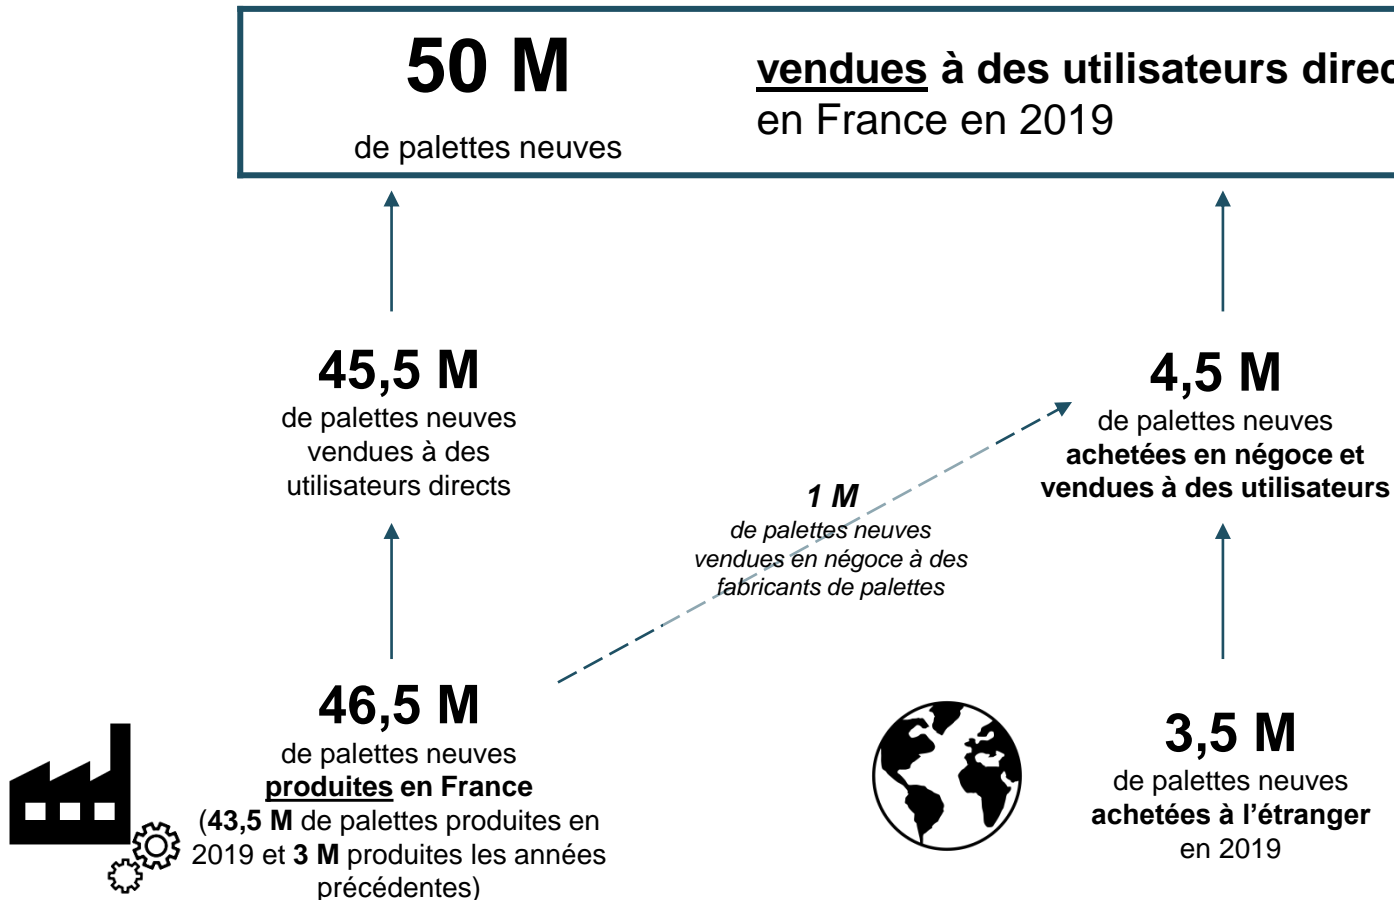 50 M
de palettes neuves
vendues à des utilisateurs
en France en 2019
45,5 M
de palettes neuves
vendues à des
utilisateurs directs
4,5 M
de palettes neuves
achetées en négoce et
vendues à des utilisateurs
1 M
de palettes neuves
vendues en négoce à des
fabricants de palettes
46,5 M
de palettes neuves
produites en France
(43,5 M de palettes produites en
2019 et 3 M produites les années
précédentes)
3,5 M
de palettes neuves
achetées à l’étranger
en 2019